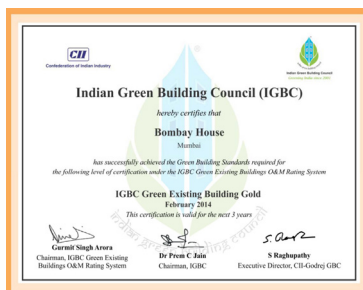 CII
Confederation of Indian Industry
Indian Green Building Council
Indian Green Building Council (IGBC)
hereby certifies that
Bombay House
Mumbai
has successfully achieved the Green Building Standards required for
the following level of certification under the IGBC Green Existing Buildings O&M Rating System
IGBC Green Existing Building Gold
February 2014
This certification is valid for the next 3 years
Gurmit Singh Arora
Chairman, IGBC Green Existing
Buildings O&M Rating System
Dr Prem C Jain
Chairman, IGBC
S Raghupathy
Executive Director, CII-Godrej GBC
indian green building council